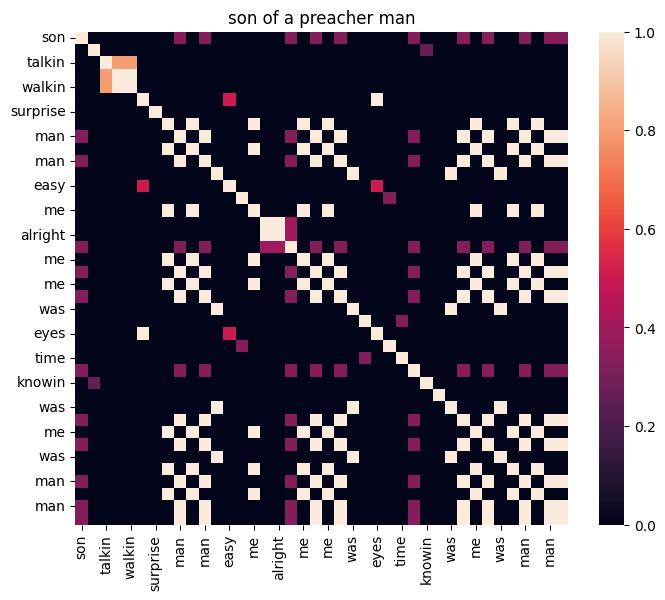 son of a preacher man
son
talkin
walkin
surprise
man
man
easy
me
alright
me
me
was
eyes
time
knowin
was
me
was
man
man
son
talkin
walkin
surprise
man
man
easy
me
alright
me
me
was
eyes
time
knowin
was
me
was
man
man
1.0
0.8
0.6
0.4
0.2
0.0